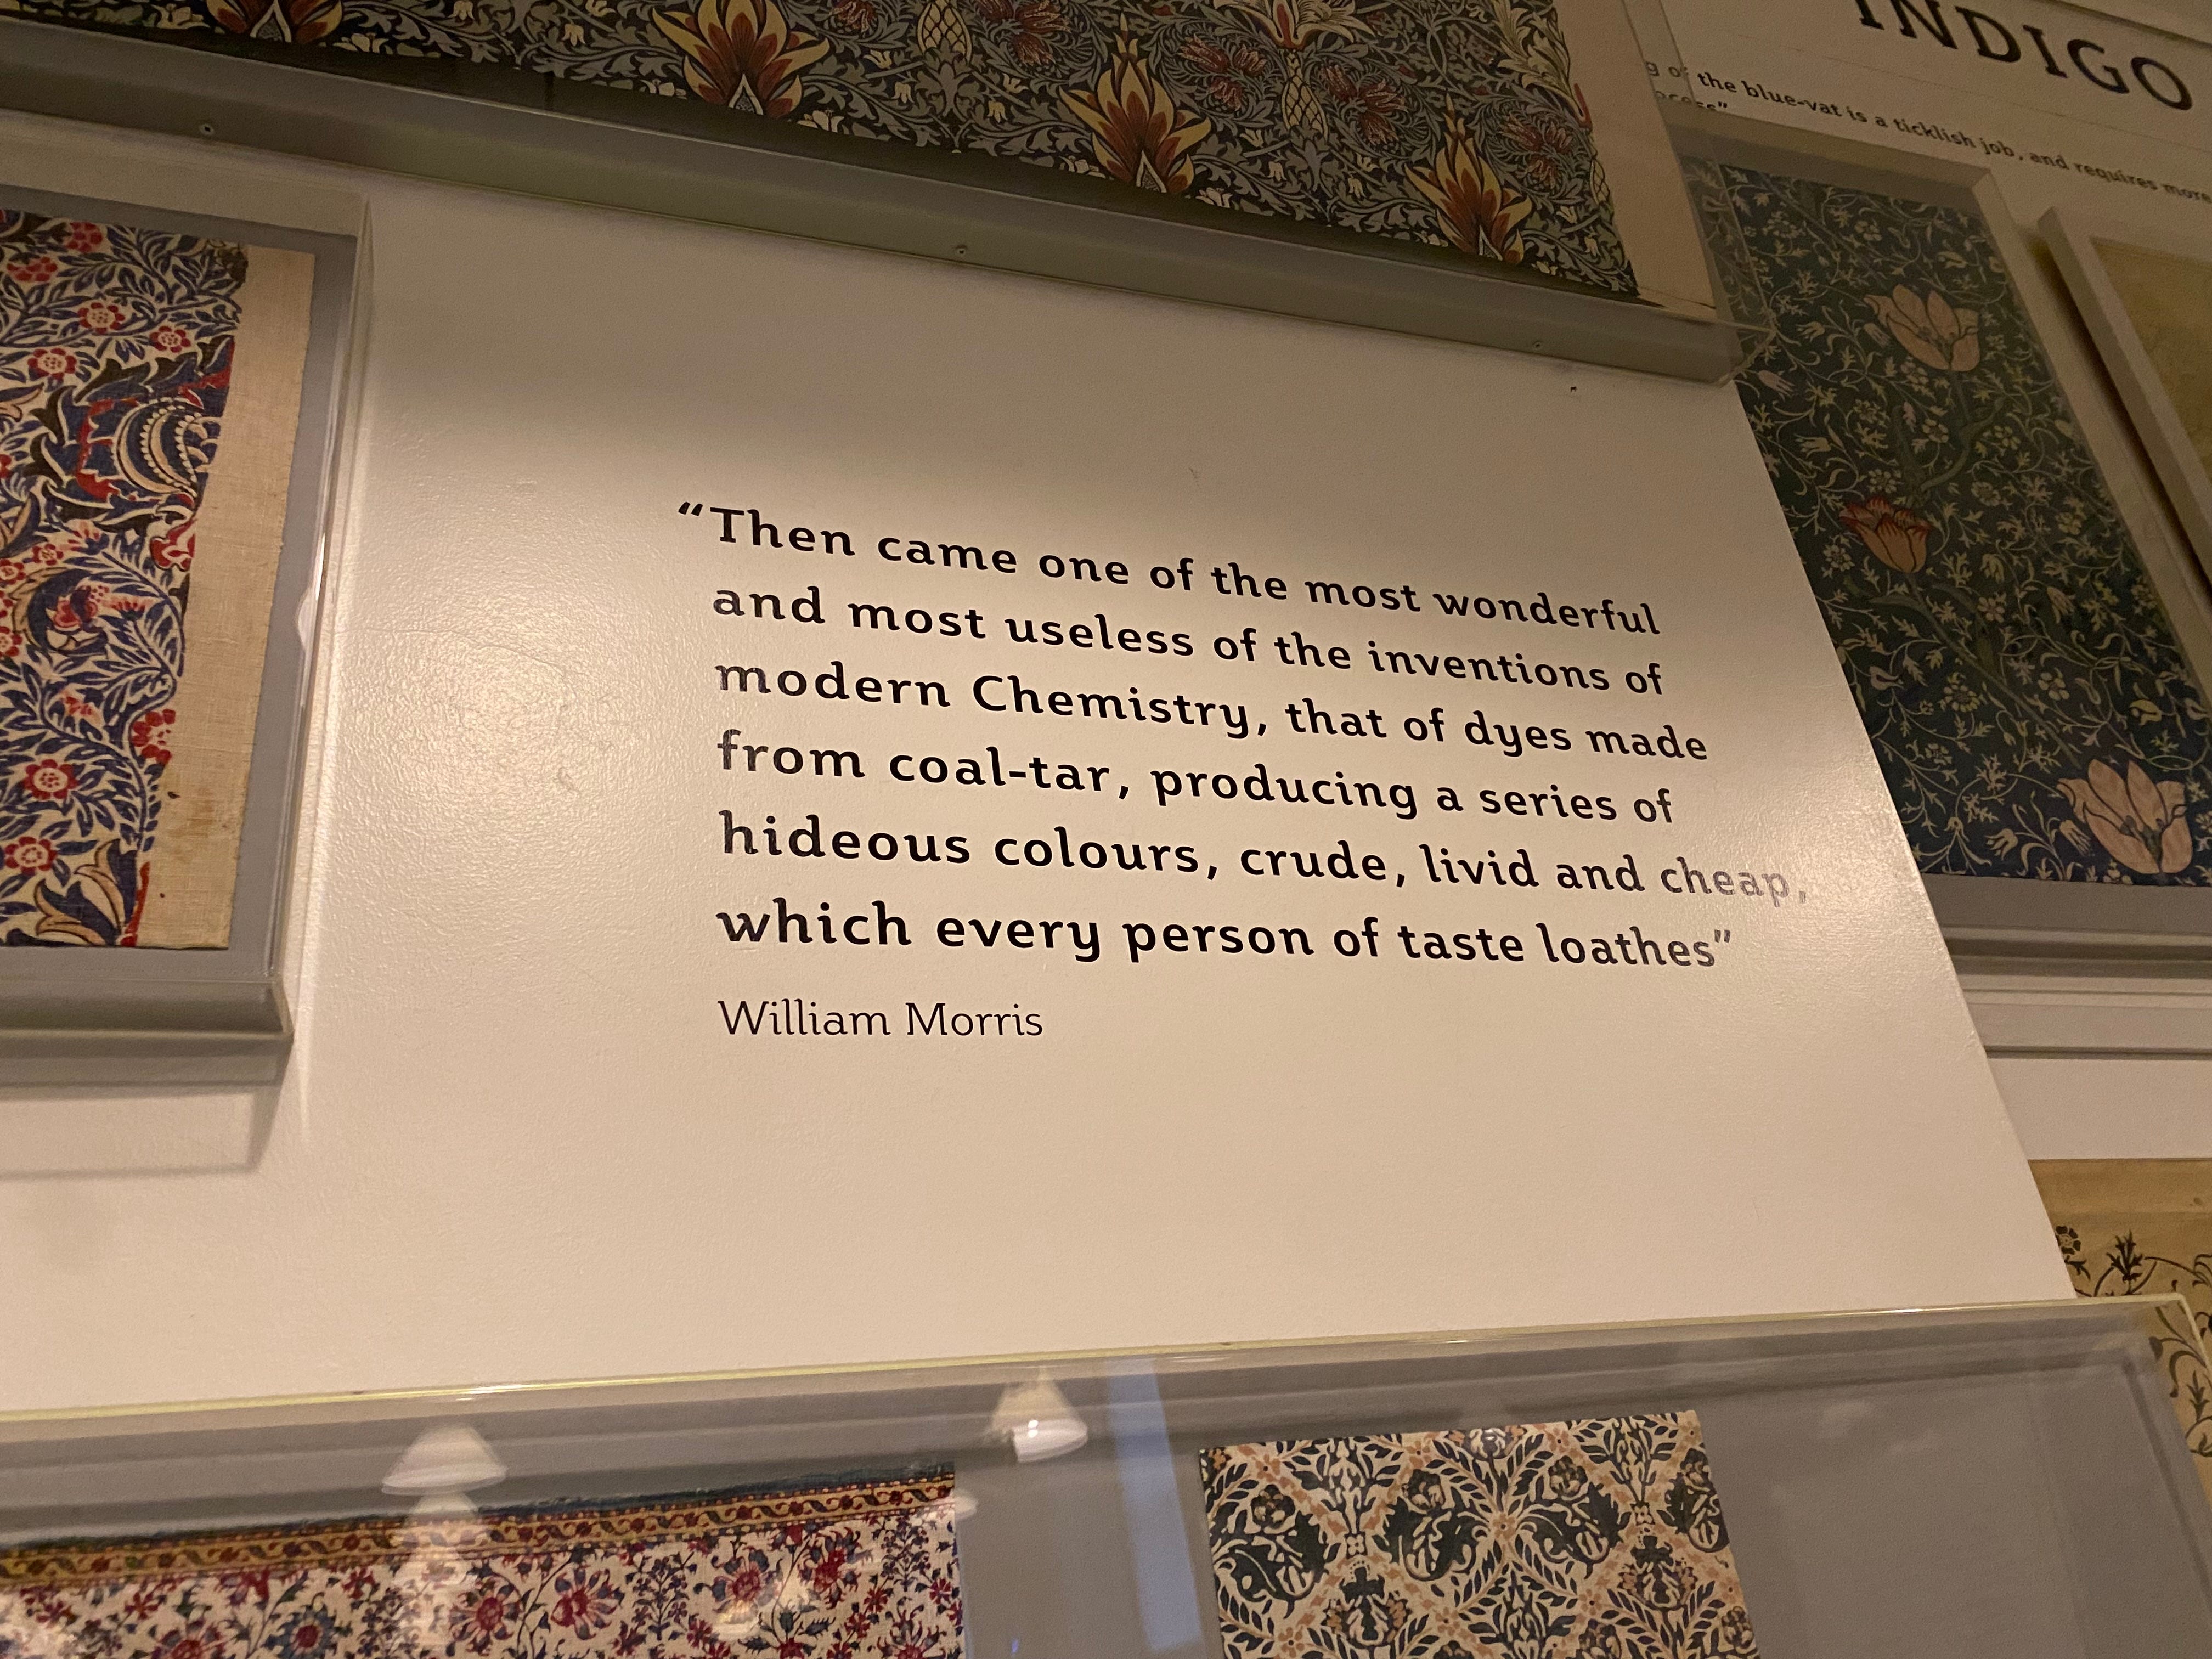 INDIGO
of the blue-vat is a ticklish job, and requires more
“Then came one of the most wonderful
and most useless of the inventions of
modern Chemistry, that of dyes made
from coal-tar, producing a series of
hideous colours, crude, livid and cheap,
which every person of taste loathes”
William Morris